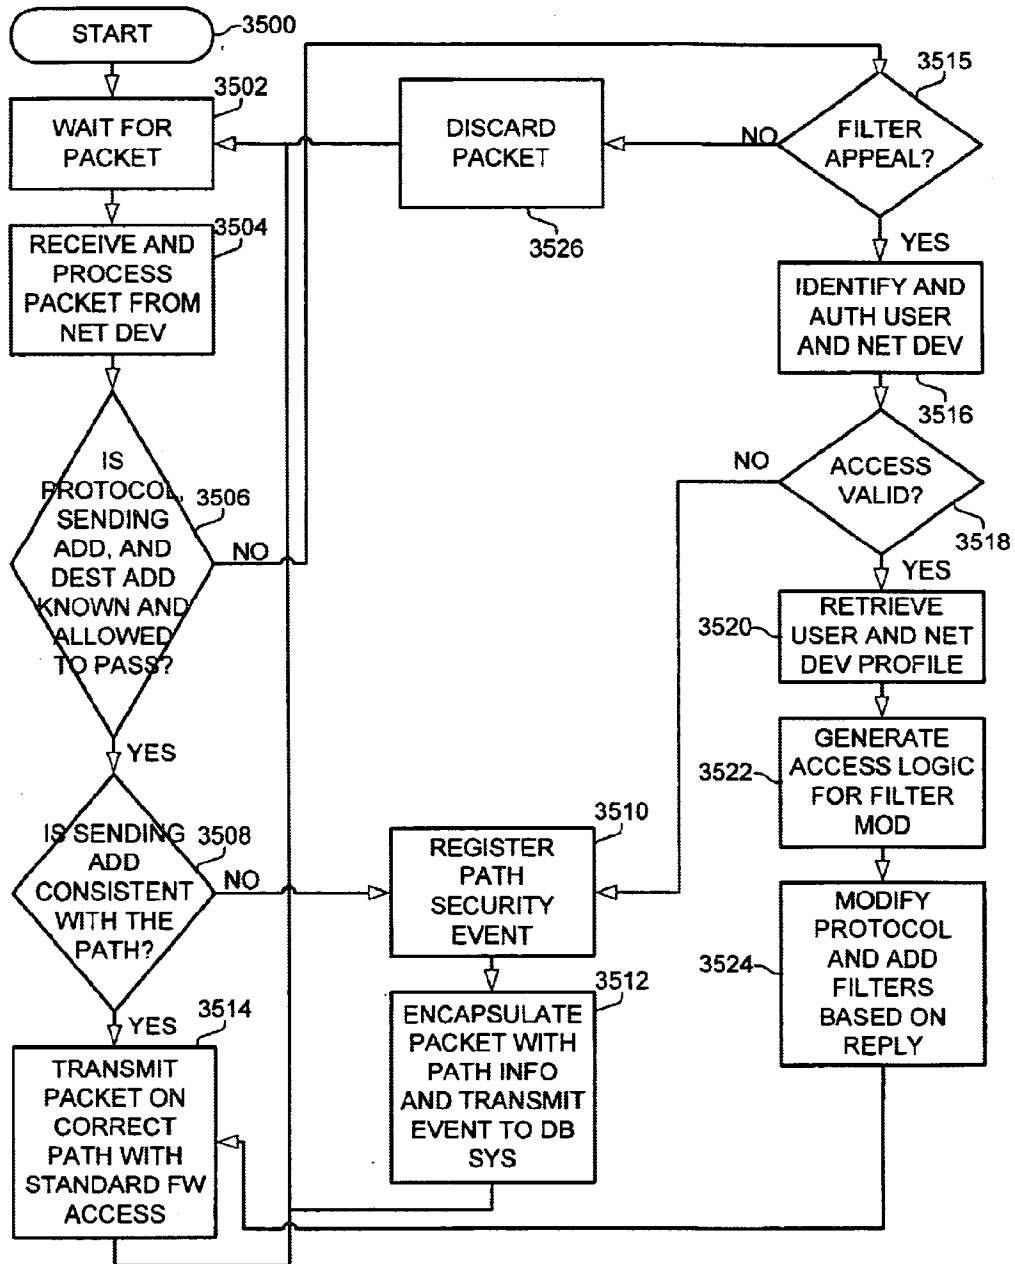 START
3500
3502
WAIT FOR
PACKET
3504
RECEIVE AND
PROCESS
PACKET FROM
NET DEV
IS
PROTOCOL,
SENDING
ADD, AND
DEST ADD
KNOWN AND
ALLOWED
TO PASS?
3506
NO
YES
IS SENDING
ADD
CONSISTENT
WITH THE
PATH?
3508
NO
YES
3514
TRANSMIT
PACKET ON
CORRECT
PATH WITH
STANDARD FW
ACCESS
DISCARD
PACKET
3526
3510
REGISTER
PATH
SECURITY
EVENT
3512
ENCAPSULATE
PACKET WITH
PATH INFO
AND TRANSMIT
EVENT TO DB
SYS
3515
FILTER
APPEAL?
NO
YES
IDENTIFY AND
AUTH USER
AND NET DEV
3516
ACCESS
VALID?
NO
3518
YES
3520
RETRIEVE
USER AND NET
DEV PROFILE
3522
GENERATE
ACCESS LOGIC
FOR FILTER
MOD
3524
MODIFY
PROTOCOL
AND ADD
FILTERS
BASED ON
REPLY